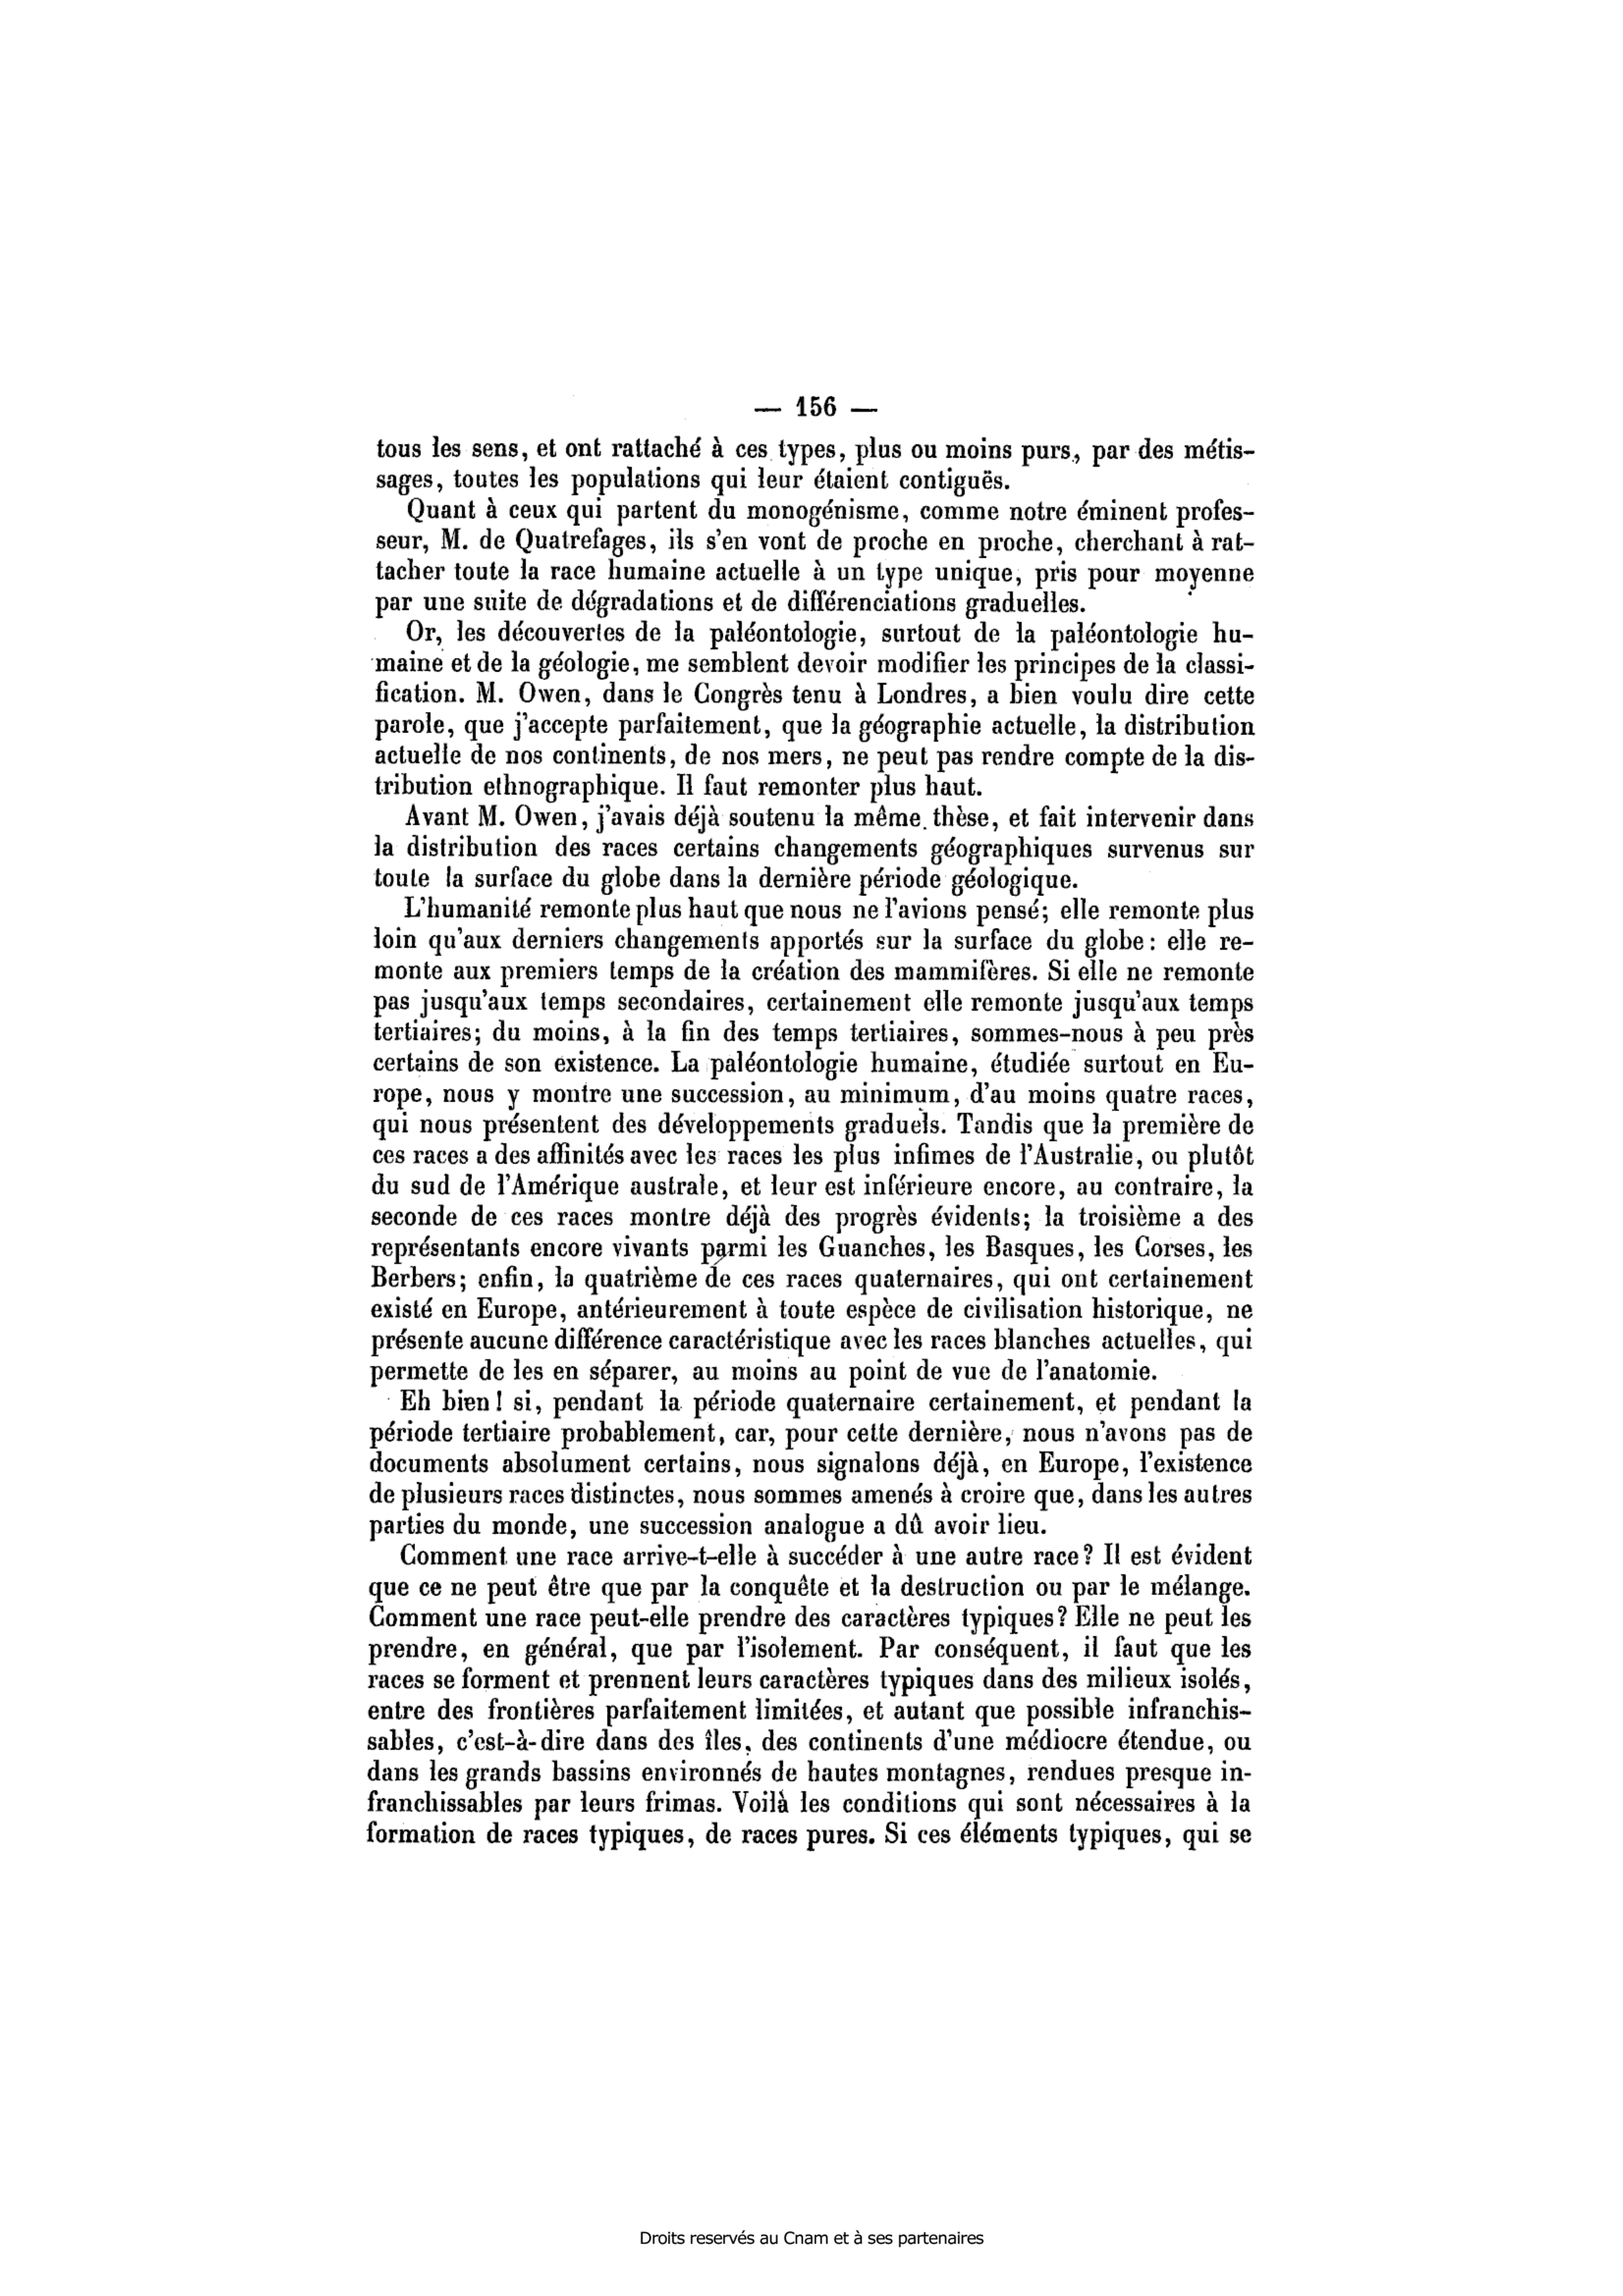 — 156 —
tous les sens, et ont rattaché à ces types, plus ou moins purs, par des métis-
sages, toutes les populations qui leur étaient contiguës.
Quant à ceux qui partent du monogénisme, comme notre éminent profes-
seur, M. de Quatrefages, ils s'en vont de proche en proche, cherchant à rat-
tacher toute la race humaine actuelle à un type unique, pris pour moyenne
par une suite de dégradations et de différenciations graduelles.
Or, les découvertes de la paléontologie, surtout de la paléontologie hu-
maine et de la géologie, me semblent devoir modifier les principes de la classi-
fication. M. Owen, dans le Congrès tenu à Londres, a bien voulu dire cette
parole, que j'accepte parfaitement, que la géographie actuelle, la distribution
actuelle de nos continents, de nos mers, ne peut pas rendre compte de la dis-
tribution ethnographique. Il faut remonter plus haut.
Avant M. Owen, j'avais déjà soutenu la même thèse, et fait intervenir dans
la distribution des races certains changements géographiques survenus sur
toute la surface du globe dans la dernière période géologique.
L'humanité remonte plus haut que nous ne l'avions pensé; elle remonte plus
loin qu'aux derniers changements apportés sur la surface du globe: elle re-
monte aux premiers temps de la création des mammifères. Si elle ne remonte
pas jusqu'aux temps secondaires, certainement elle remonte jusqu'aux temps
tertiaires; du moins, à la fin des temps tertiaires, sommes-nous à peu près
certains de son existence. La paléontologie humaine, étudiée surtout en Eu-
rope, nous y montre une succession, au minimum, d'au moins quatre races,
qui nous présentent des développements graduels. Tandis que la première de
ces races a des affinités avec les races les plus infimes de l'Australie, ou plutôt
du sud de l'Amérique australe, et leur est inférieure encore, au contraire, la
seconde de ces races montre déjà des progrès évidents; la troisième a des
représentants encore vivants parmi les Guanches, les Basques, les Corses, les
Berbers; enfin, la quatrième de ces races quaternaires, qui ont certainement
existé en Europe, antérieurement à toute espèce de civilisation historique, ne
présente aucune différence caractéristique avec les races blanches actuelles, qui
permette de les en séparer, au moins au point de vue de l'anatomie.
Eh bien! si, pendant la période quaternaire certainement, et pendant la
période tertiaire probablement, car, pour cette dernière, nous n'avons pas de
documents absolument certains, nous signalons déjà, en Europe, l'existence
de plusieurs races distinctes, nous sommes amenés à croire que, dans les autres
parties du monde, une succession analogue a dû avoir lieu.
Comment une race arrive-t-elle à succéder à une autre race? Il est évident
que ce ne peut être que par la conquête et la destruction ou par le mélange.
Comment une race peut-elle prendre des caractères typiques? Elle ne peut les
prendre, en général, que par l'isolement. Par conséquent, il faut que les
races se forment et prennent leurs caractères typiques dans des milieux isolés,
entre des frontières parfaitement limitées, et autant que possible infranchis-
sables, c'est-à-dire dans des îles, des continents d'une médiocre étendue, ou
dans les grands bassins environnés de hautes montagnes, rendues presque in-
franchissables par leurs frimas. Voilà les conditions qui sont nécessaires à la
formation de races typiques, de races pures. Si ces éléments typiques, qui se
Droits reservés au Cnam et à ses partenaires